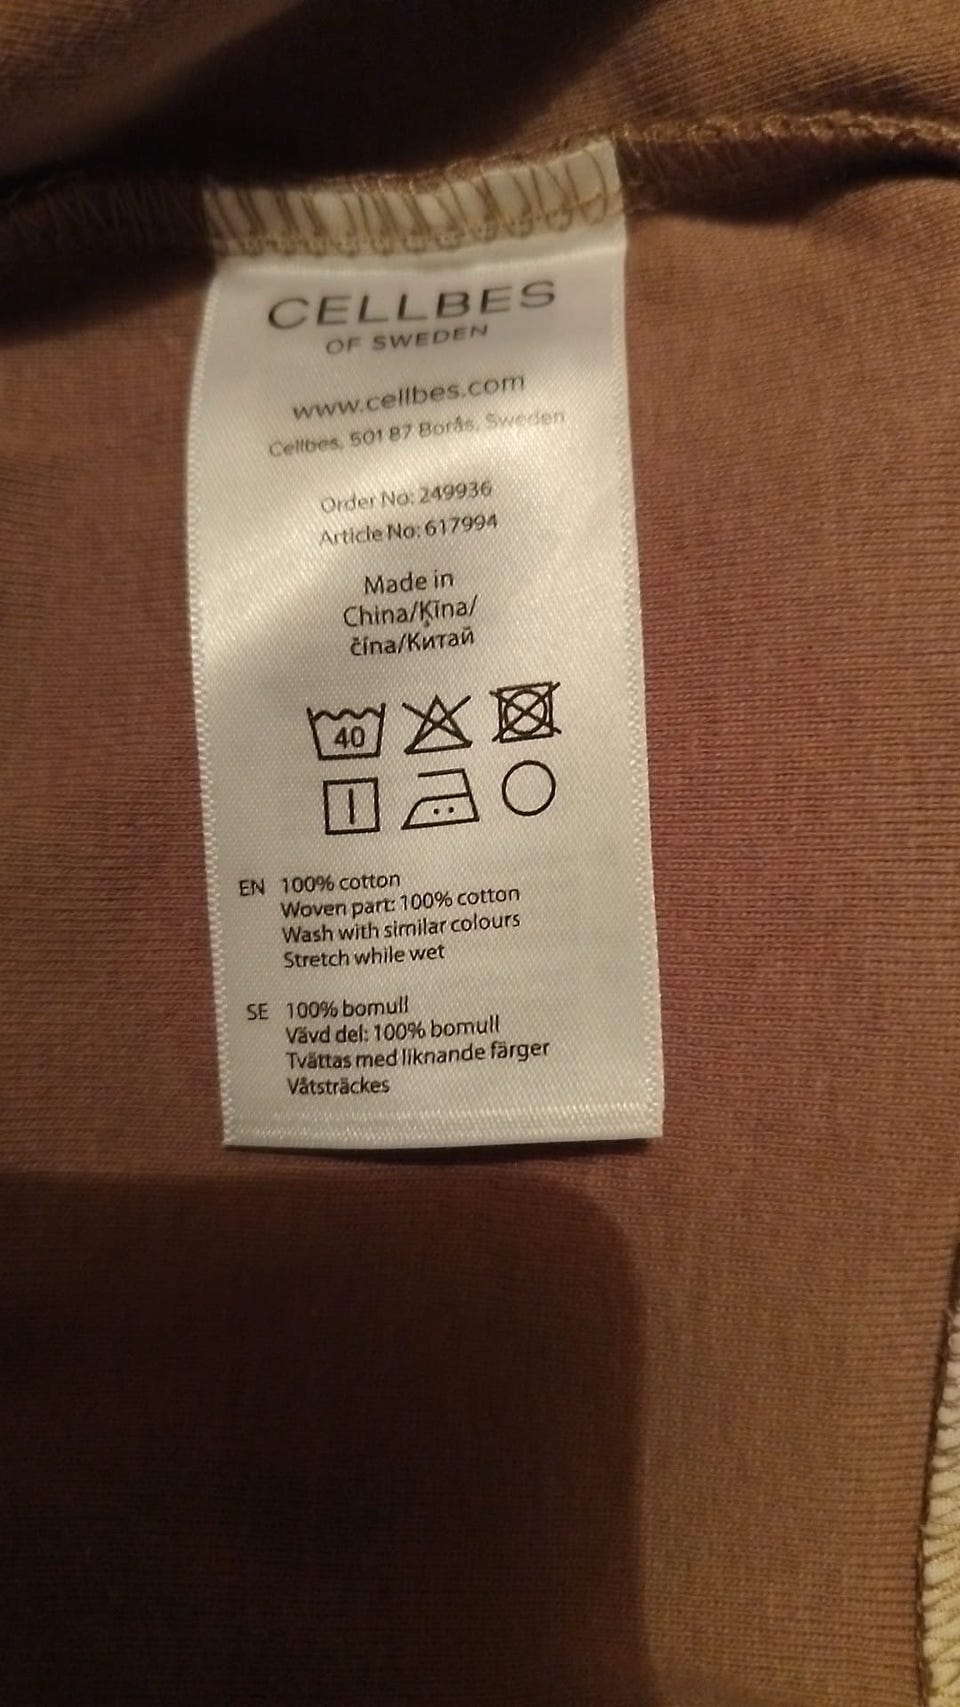 CELLBES
OF SWEDEN
www.cellbes.com
Cellbes, 501 87 Borås, Sweden
Order No: 249936
Article No: 617994
Made in
China/Ķīna/
čína/Китай
40
EN 100% cotton
Woven part: 100% cotton
Wash with similar colours
Stretch while wet
SE 100% bomull
Vävd del: 100% bomull
Tvättas med liknande färger
Våtsträckes